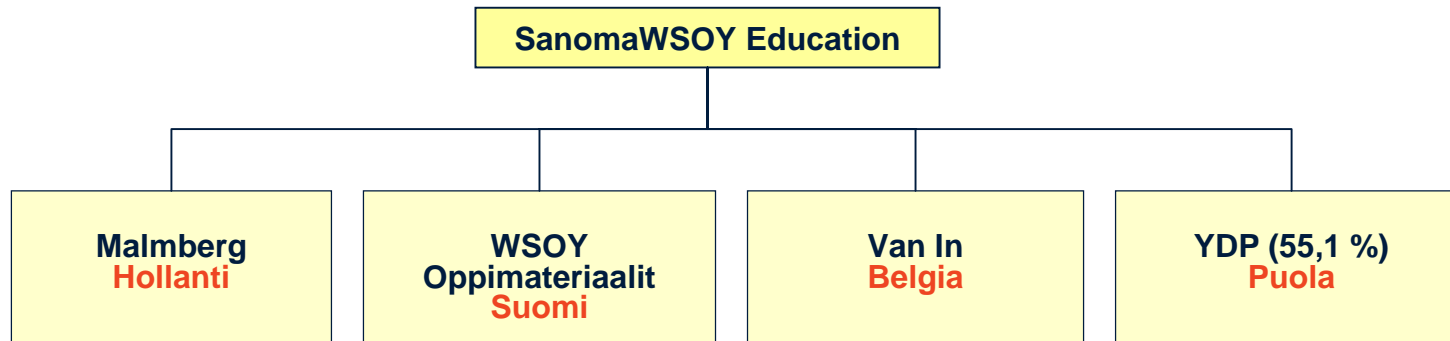 SanomaWSOY Education
Malmberg
Hollanti
WSOY
Oppimateriaalit
Suomi
Van In
Belgia
YDP (55,1 %)
Puola